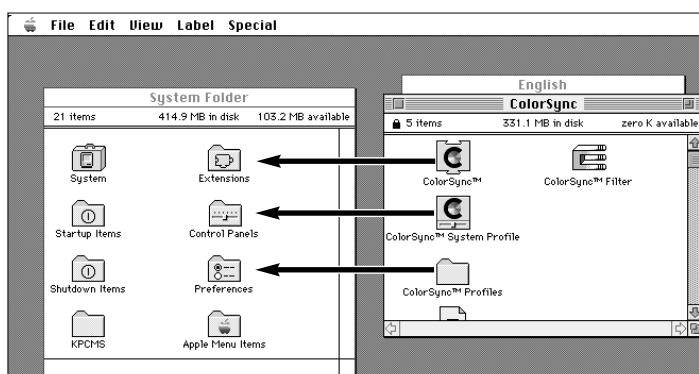 File Edit View Label Special
System Folder
21 items 414.9 MB in disk 103.2 MB available
System
Extensions
Startup Items
Control Panels
Shutdown Items
Preferences
KPCMS
Apple Menu Items
English
ColorSync
5 items 331.1 MB in disk zero K available
ColorSync™
ColorSync™ Filter
ColorSync™ System Profile
ColorSync™ Profiles